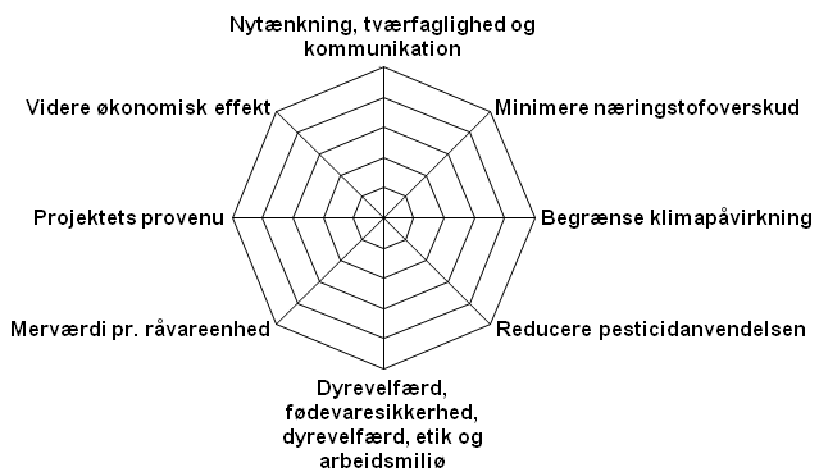 Nytænkning, tværfaglighed og
kommunikation
Minimere næringstofoverskud
Begrænse klimapåvirkning
Reducere pesticidanvendelsen
Dyrevelfærd,
fødevaresikkerhed,
dyrevelfærd, etik og
arbejdsmiljø
Merværdi pr. råvareenhed
Projektets provenu
Videre økonomisk effekt